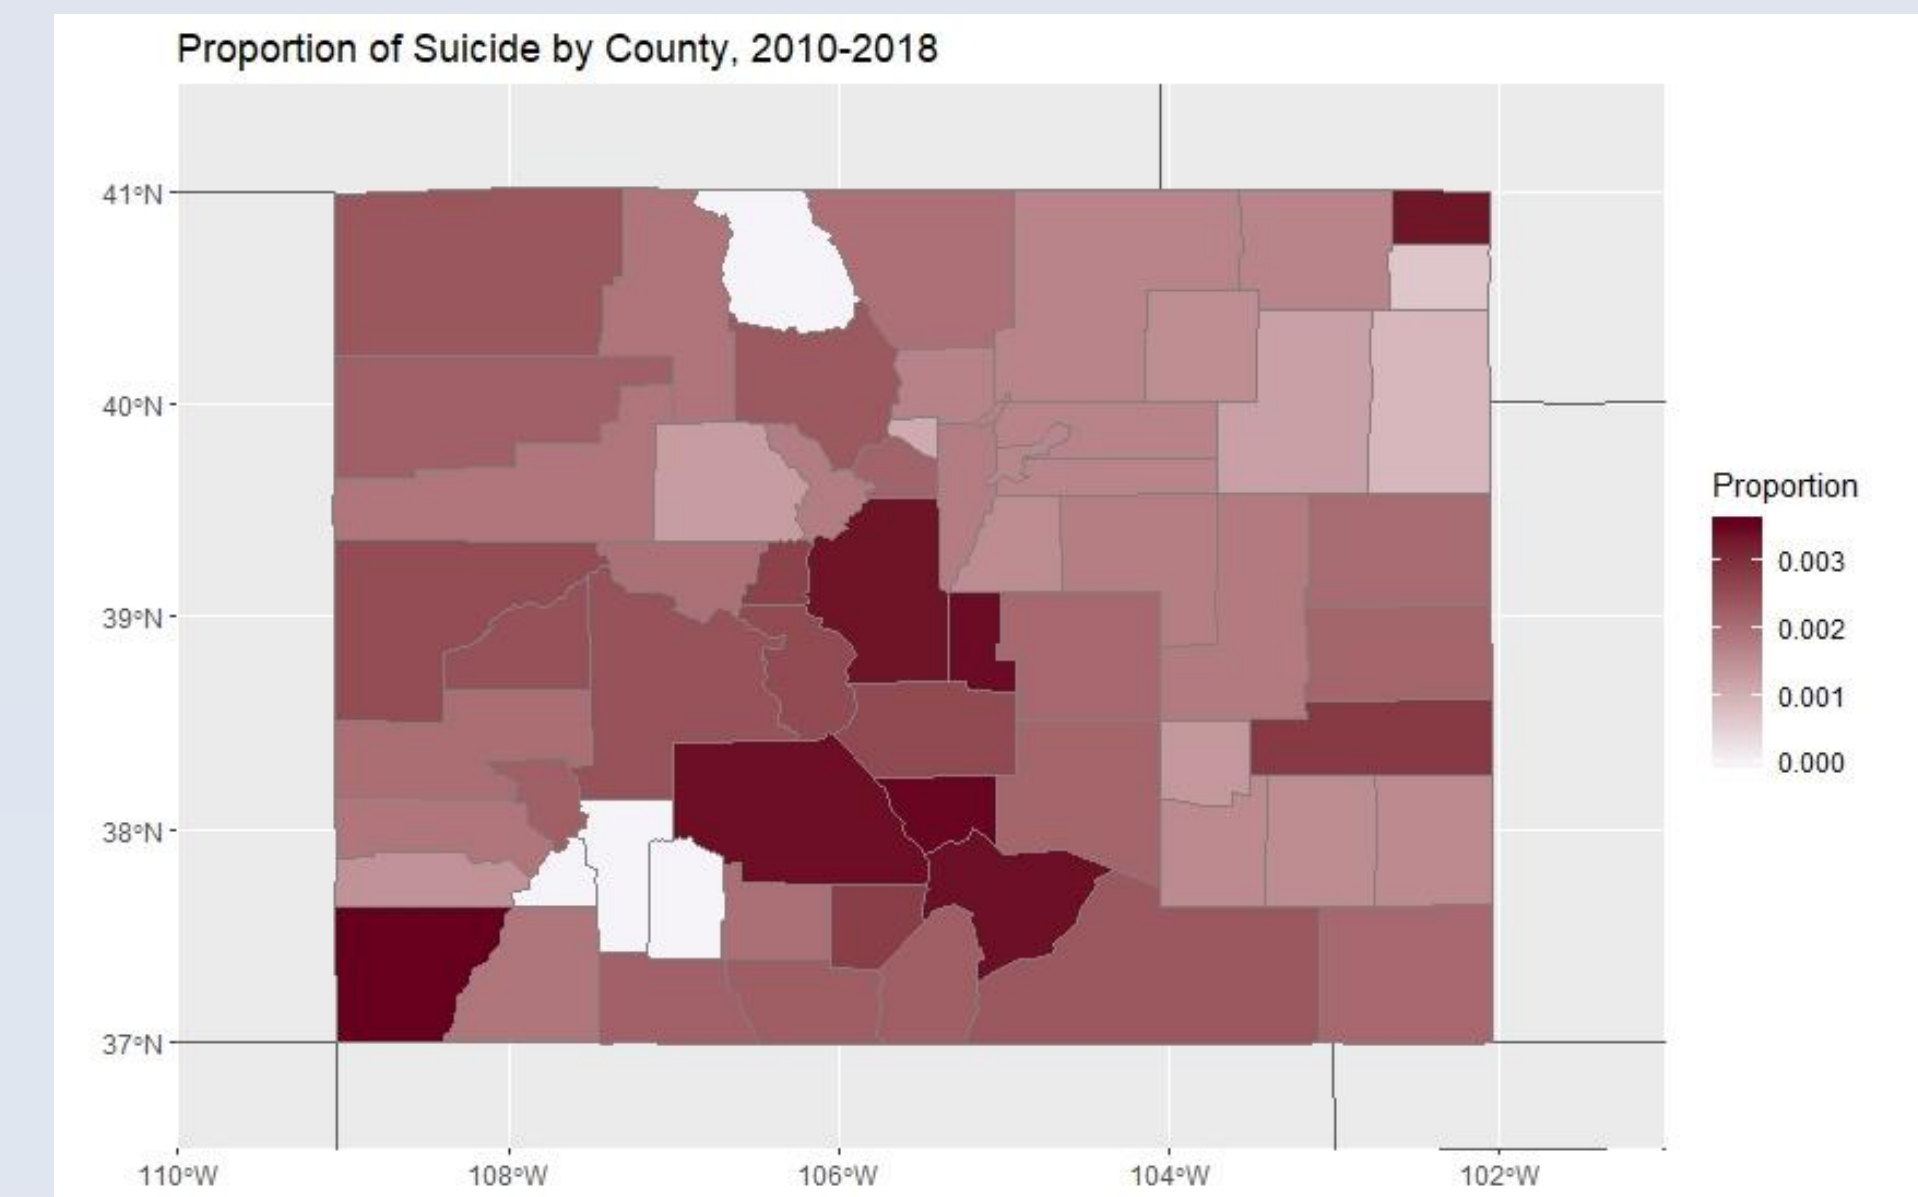 Proportion of Suicide by County, 2010-2018
41°N
40°N
39°N
38°N
37°N
110°W 108°W 106°W 104°W 102°W
Proportion
0.003
0.002
0.001
0.000